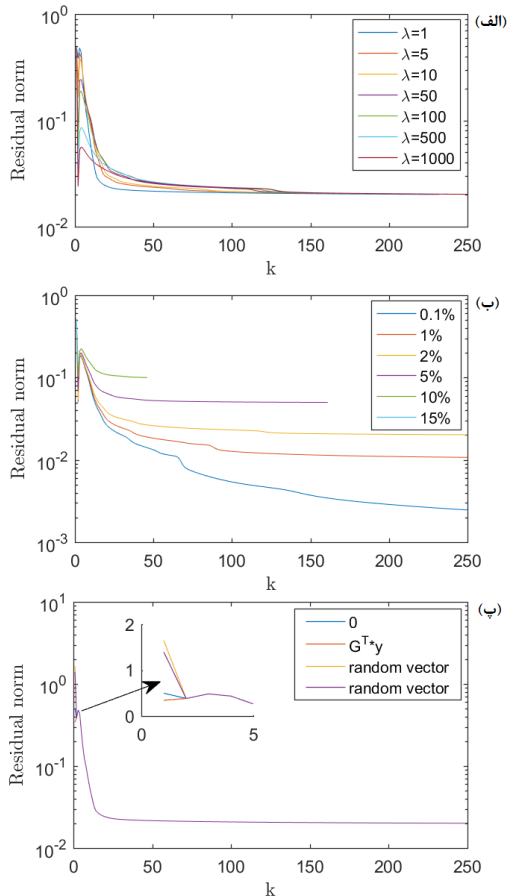 (الف)
10^0
10^-1
10^-2
Residual norm
0 50 100 150 200 250
k
λ=1
λ=5
λ=10
λ=50
λ=100
λ=500
λ=1000
(ب)
10^0
10^-1
10^-2
10^-3
Residual norm
0 50 100 150 200 250
k
0.1%
1%
2%
5%
10%
15%
(پ)
10^1
10^0
10^-1
10^-2
Residual norm
0 50 100 150 200 250
k
2
1
0
0 5
0
G^T*y
random vector
random vector